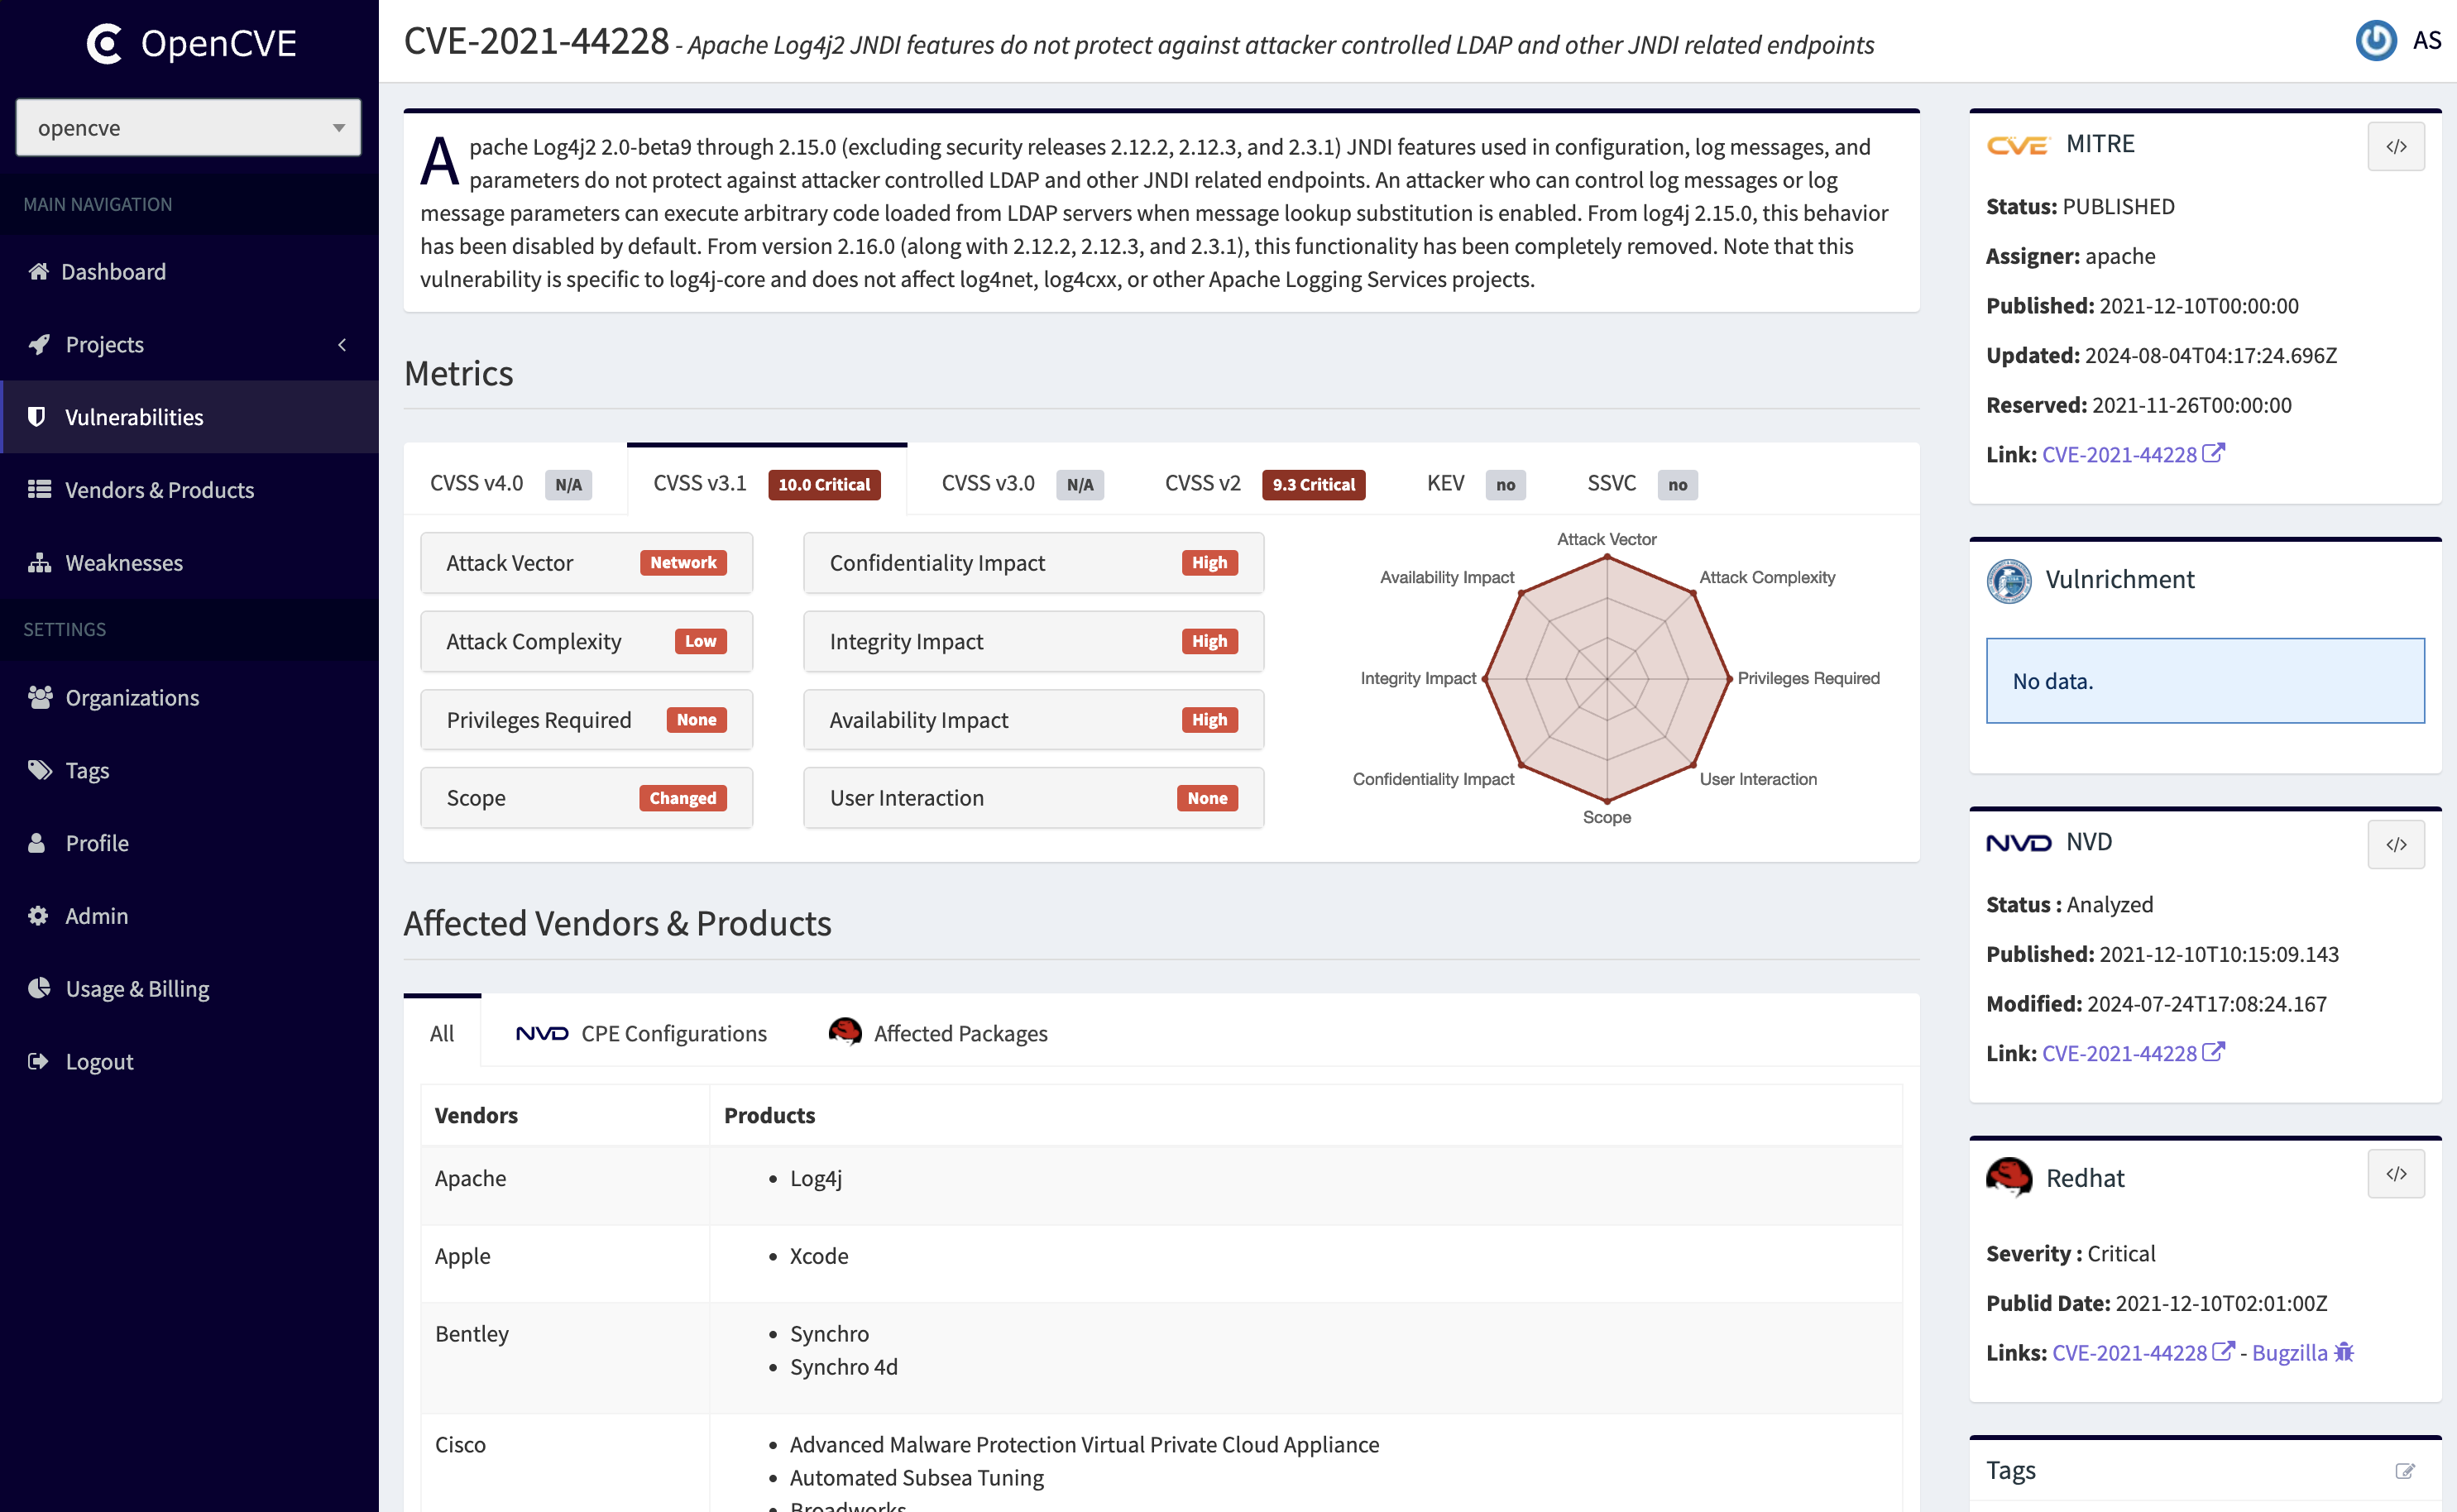 OpenCVE
opencve
MAIN NAVIGATION
Dashboard
Projects
Vulnerabilities
Vendors & Products
Weaknesses
SETTINGS
Organizations
Tags
Profile
Admin
Usage & Billing
Logout
CVE-2021-44228 - Apache Log4j2 JNDI features do not protect against attacker controlled LDAP and other JNDI related endpoints
AS
Apache Log4j2 2.0-beta9 through 2.15.0 (excluding security releases 2.12.2, 2.12.3, and 2.3.1) JNDI features used in configuration, log messages, and
parameters do not protect against attacker controlled LDAP and other JNDI related endpoints. An attacker who can control log messages or log
message parameters can execute arbitrary code loaded from LDAP servers when message lookup substitution is enabled. From log4j 2.15.0, this behavior
has been disabled by default. From version 2.16.0 (along with 2.12.2, 2.12.3, and 2.3.1), this functionality has been completely removed. Note that this
vulnerability is specific to log4j-core and does not affect log4net, log4cxx, or other Apache Logging Services projects.
Metrics
CVSS v4.0 N/A CVSS v3.1 10.0 Critical CVSS v3.0 N/A CVSS v2 9.3 Critical KEV no SSVC no
Attack Vector Network
Attack Complexity Low
Privileges Required None
Scope Changed
Confidentiality Impact High
Integrity Impact High
Availability Impact High
User Interaction None
Attack Vector
Availability Impact Attack Complexity
Integrity Impact Privileges Required
Confidentiality Impact User Interaction
Scope
Affected Vendors & Products
All NVD CPE Configurations Affected Packages
Vendors Products
Apache • Log4j
Apple • Xcode
Bentley • Synchro
• Synchro 4d
Cisco • Advanced Malware Protection Virtual Private Cloud Appliance
• Automated Subsea Tuning
• Broadworks
CVE MITRE </>
Status: PUBLISHED
Assigner: apache
Published: 2021-12-10T00:00:00
Updated: 2024-08-04T04:17:24.696Z
Reserved: 2021-11-26T00:00:00
Link: CVE-2021-44228
Vulnrichment
No data.
NVD NVD </>
Status : Analyzed
Published: 2021-12-10T10:15:09.143
Modified: 2024-07-24T17:08:24.167
Link: CVE-2021-44228
Redhat </>
Severity : Critical
Publid Date: 2021-12-10T02:01:00Z
Links: CVE-2021-44228 - Bugzilla
Tags